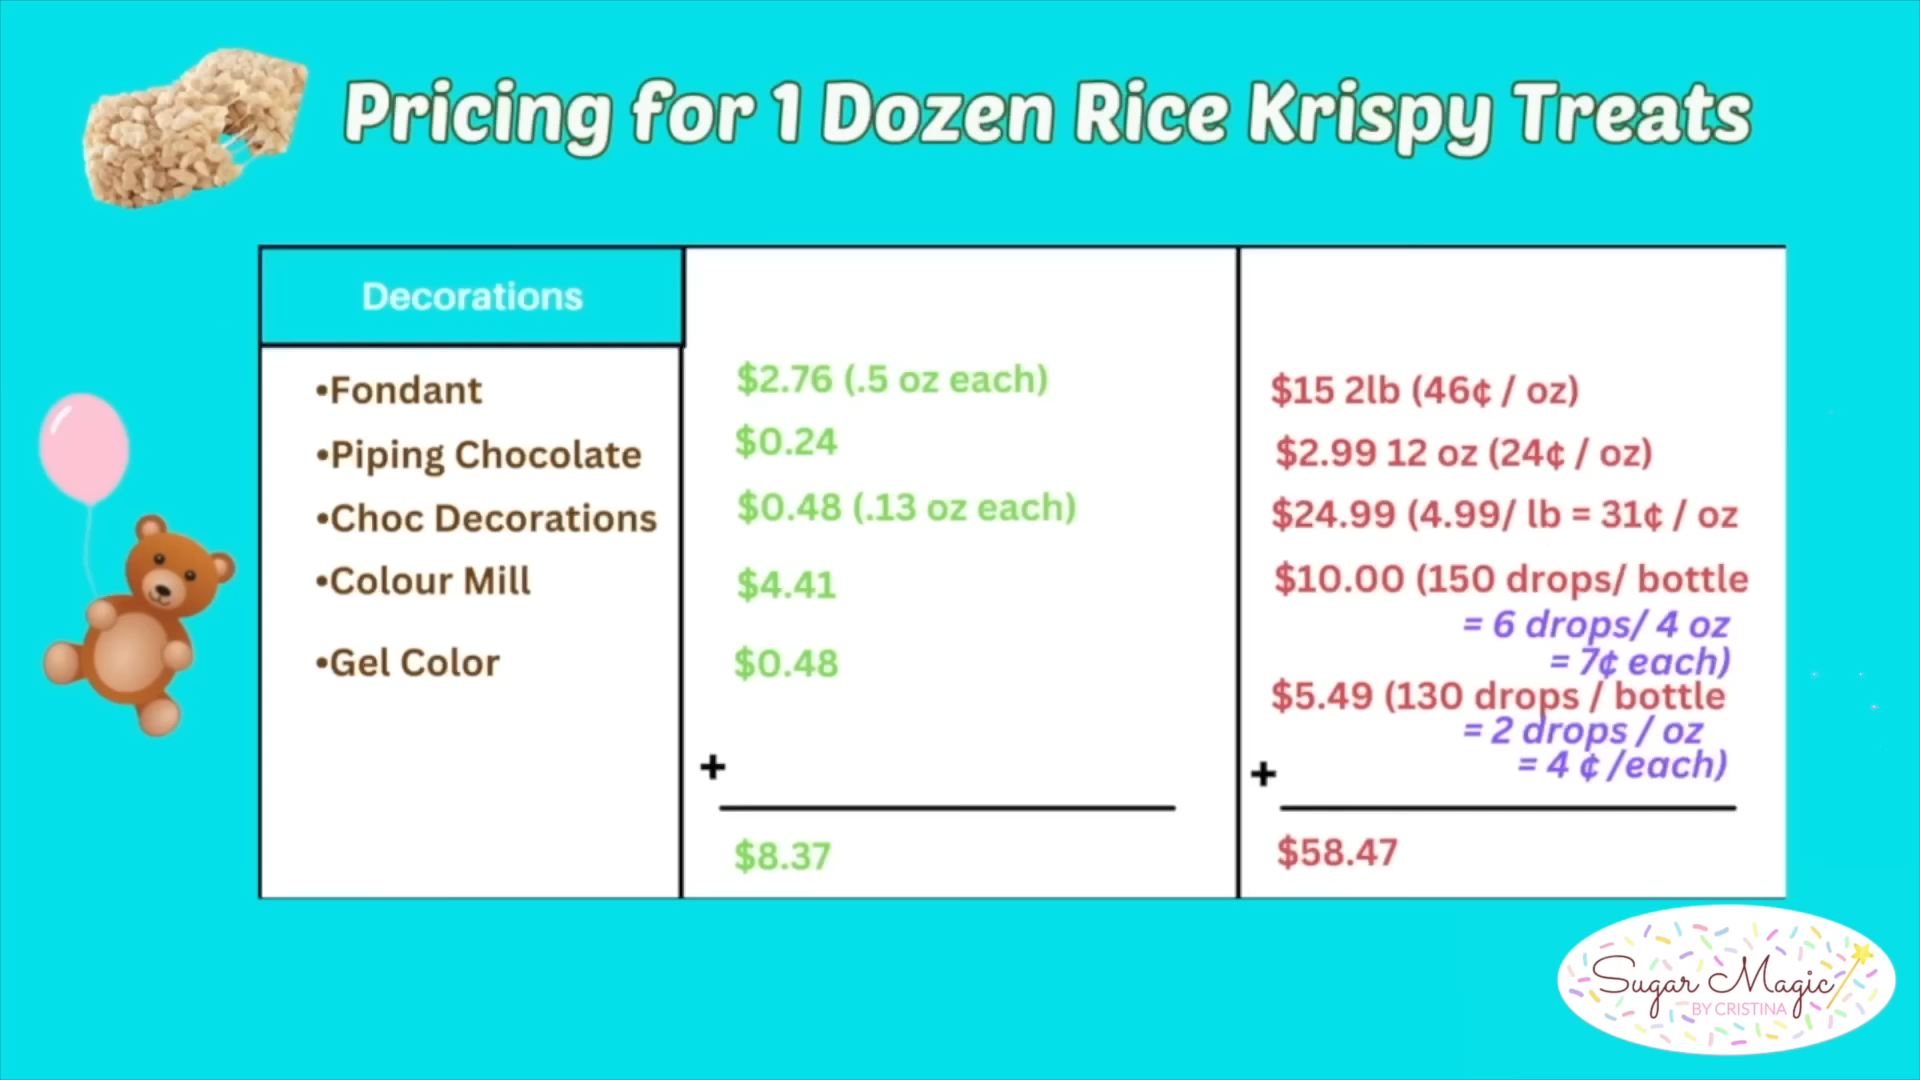 Pricing for 1 Dozen Rice Krispy Treats
Decorations
•Fondant
$2.76 (.5 oz each)
$15 2lb (46¢ / oz)
•Piping Chocolate
$0.24
$2.99 12 oz (24¢ / oz)
•Choc Decorations
$0.48 (.13 oz each)
$24.99 (4.99/ lb = 31¢ / oz
•Colour Mill
$4.41
$10.00 (150 drops/ bottle
= 6 drops/ 4 oz
= 7¢ each)
•Gel Color
$0.48
$5.49 (130 drops / bottle
= 2 drops / oz
= 4 ¢ /each)
+
+
$8.37
$58.47
Sugar Magic
BY CRISTINA